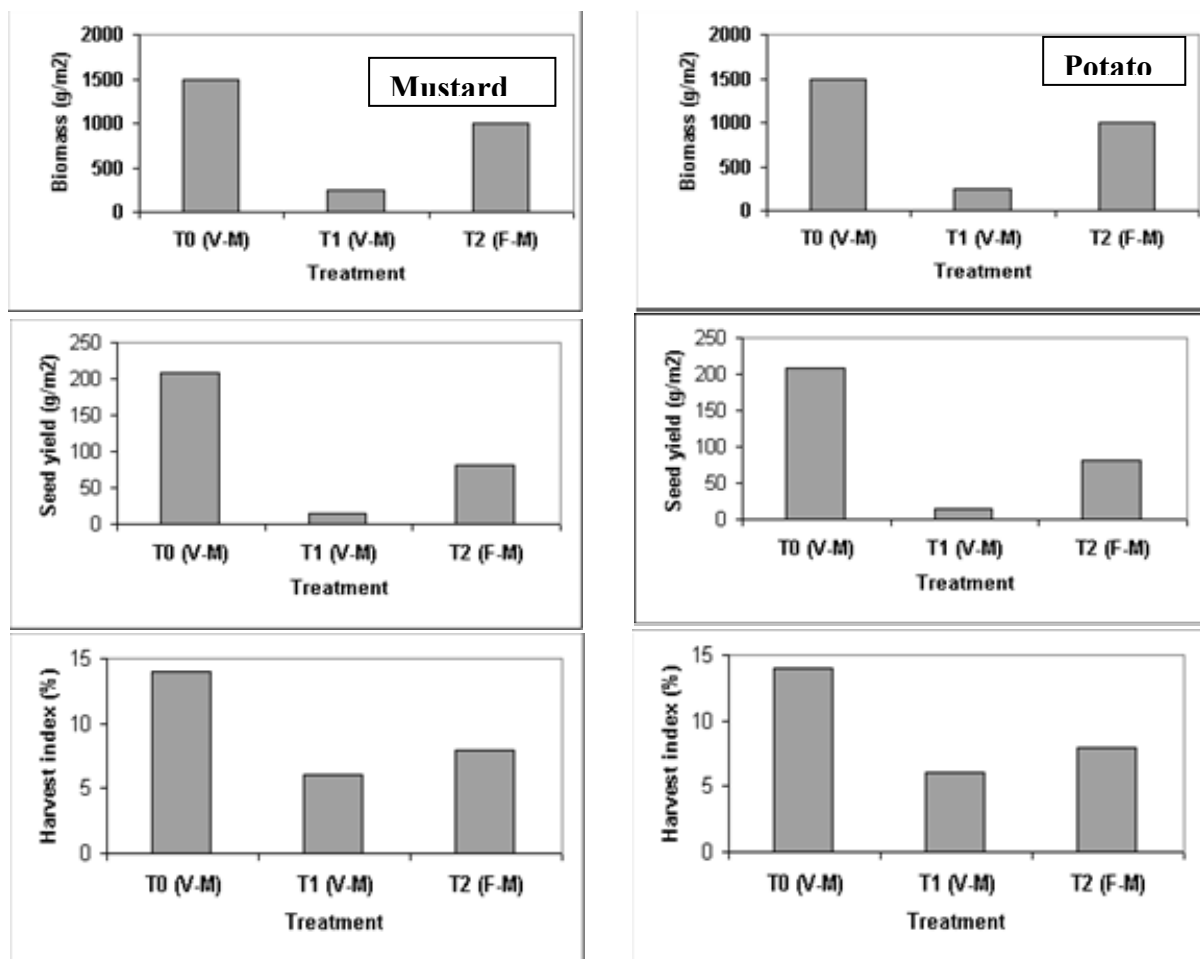 Mustard
Biomass (g/m2)
2000
1500
1000
500
0
T0 (V-M) T1 (V-M) T2 (F-M)
Treatment
Potato
Biomass (g/m2)
2000
1500
1000
500
0
T0 (V-M) T1 (V-M) T2 (F-M)
Treatment
Seed yield (g/m2)
250
200
150
100
50
0
T0 (V-M) T1 (V-M) T2 (F-M)
Treatment
Seed yield (g/m2)
250
200
150
100
50
0
T0 (V-M) T1 (V-M) T2 (F-M)
Treatment
Harvest index (%)
15
10
5
0
T0 (V-M) T1 (V-M) T2 (F-M)
Treatment
Harvest index (%)
15
10
5
0
T0 (V-M) T1 (V-M) T2 (F-M)
Treatment